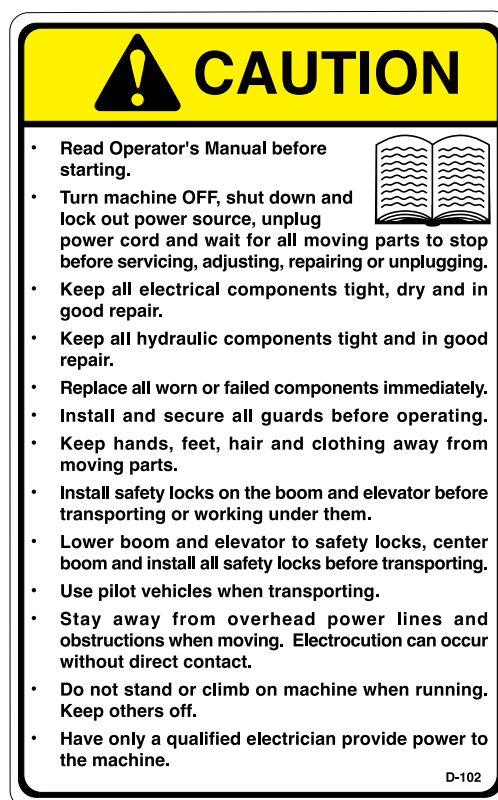 CAUTION
• Read Operator's Manual before
starting.
• Turn machine OFF, shut down and
lock out power source, unplug
power cord and wait for all moving parts to stop
before servicing, adjusting, repairing or unplugging.
• Keep all electrical components tight, dry and in
good repair.
• Keep all hydraulic components tight and in good
repair.
• Replace all worn or failed components immediately.
• Install and secure all guards before operating.
• Keep hands, feet, hair and clothing away from
moving parts.
• Install safety locks on the boom and elevator before
transporting or working under them.
• Lower boom and elevator to safety locks, center
boom and install all safety locks before transporting.
• Use pilot vehicles when transporting.
• Stay away from overhead power lines and
obstructions when moving. Electrocution can occur
without direct contact.
• Do not stand or climb on machine when running.
Keep others off.
• Have only a qualified electrician provide power to
the machine.
D-102